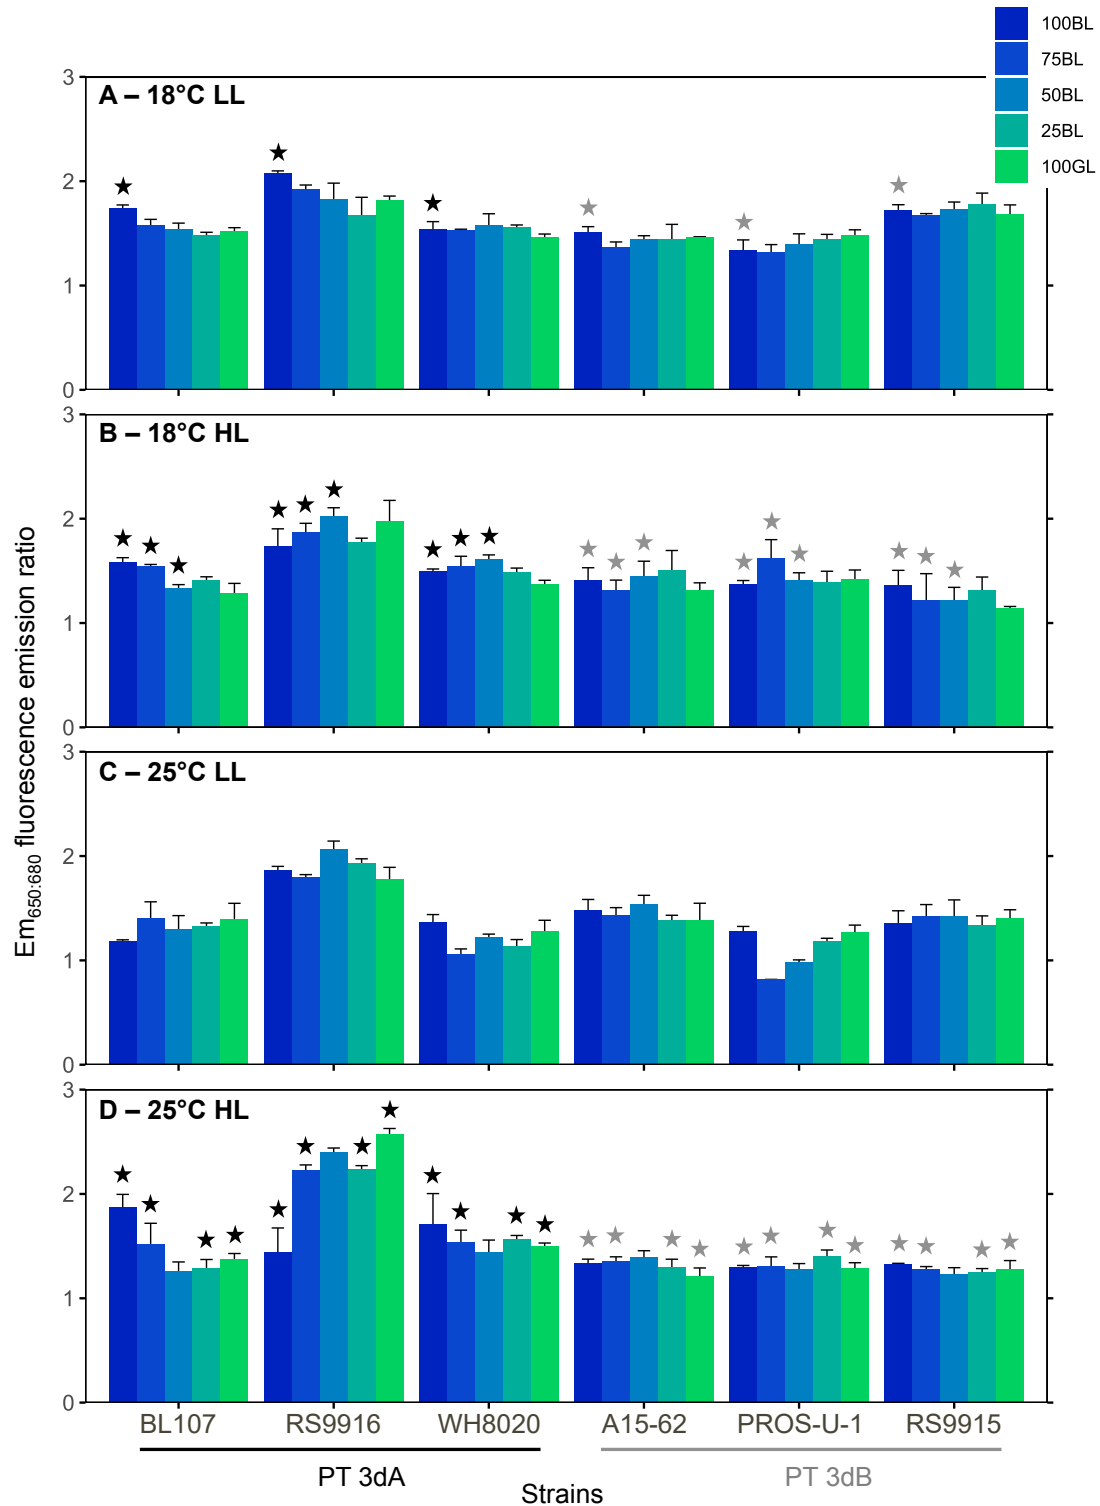 100BL
75BL
50BL
25BL
100GL
A – 18°C LL
3
2
1
0
B – 18°C HL
3
2
1
0
C – 25°C LL
3
2
1
0
D – 25°C HL
3
2
1
0
Em650:680 fluorescence emission ratio
BL107 RS9916 WH8020 A15-62 PROS-U-1 RS9915
PT 3dA PT 3dB
Strains